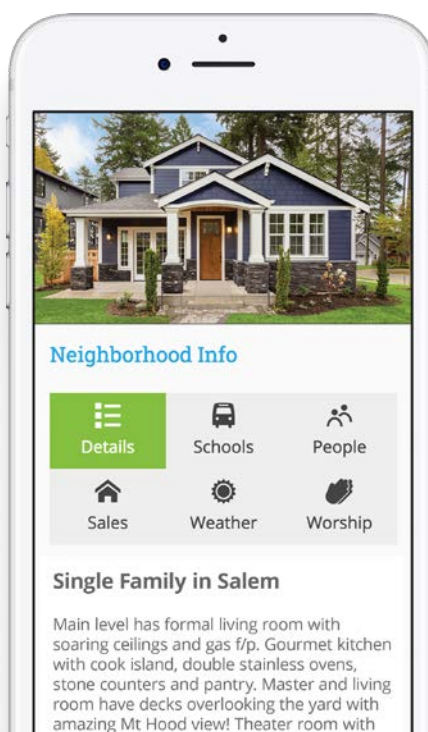 Neighborhood Info
Details
Schools
People
Sales
Weather
Worship
Single Family in Salem
Main level has formal living room with
soaring ceilings and gas f/p. Gourmet kitchen
with cook island, double stainless ovens,
stone counters and pantry. Master and living
room have decks overlooking the yard with
amazing Mt Hood view! Theater room with